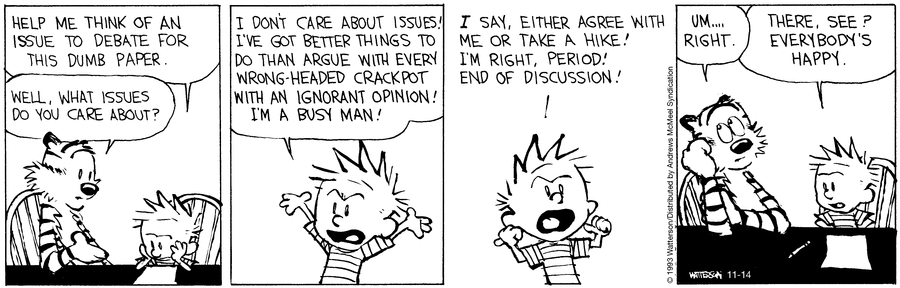 HELP ME THINK OF AN
ISSUE TO DEBATE FOR
THIS DUMB PAPER.
WELL, WHAT ISSUES
DO YOU CARE ABOUT?
I DON'T CARE ABOUT ISSUES!
I'VE GOT BETTER THINGS TO
DO THAN ARGUE WITH EVERY
WRONG-HEADED CRACKPOT
WITH AN IGNORANT OPINION!
I'M A BUSY MAN!
I SAY, EITHER AGREE WITH
ME OR TAKE A HIKE!
I'M RIGHT, PERIOD!
END OF DISCUSSION!
UM....
RIGHT.
THERE, SEE?
EVERYBODY'S
HAPPY.
© 1993 Watterson/Distributed by Andrews McMeel Syndication
WATTERSON 11-14